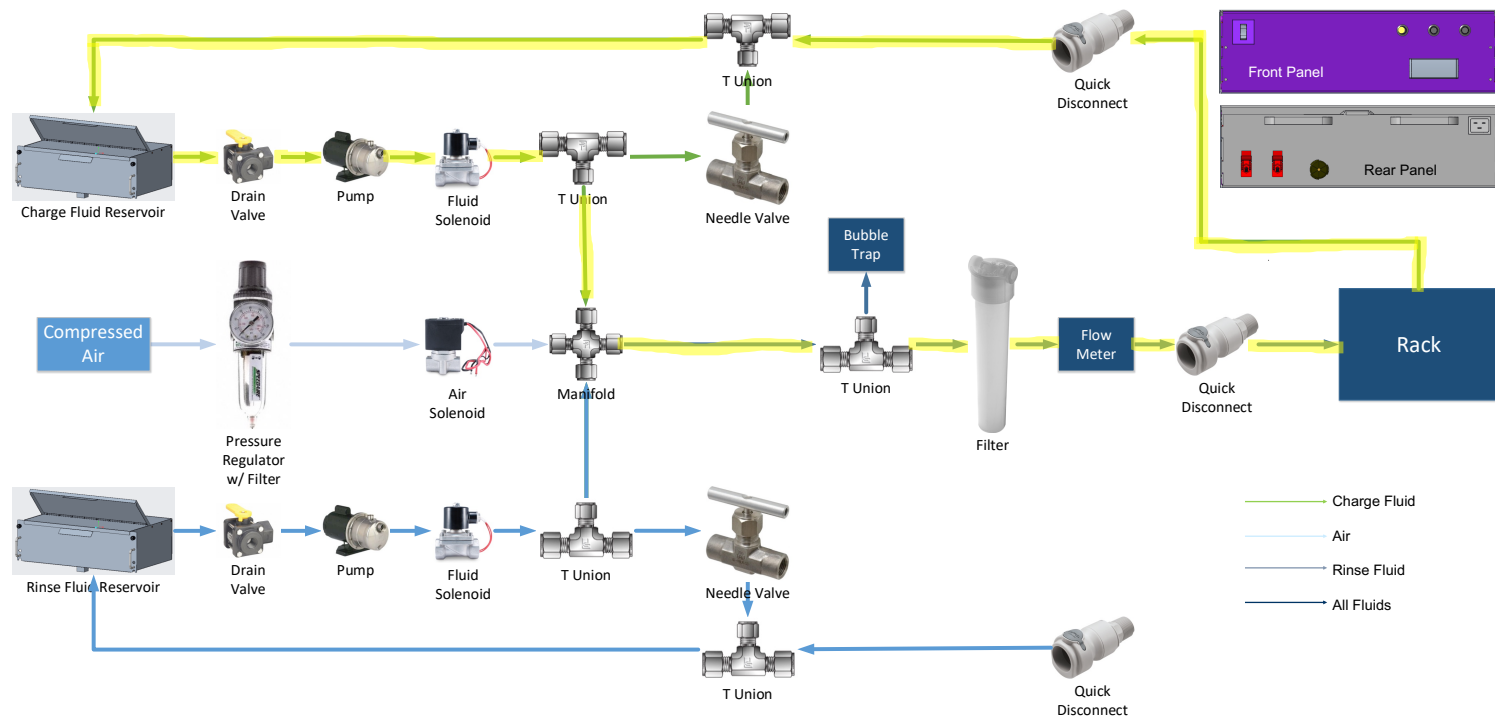 T Union
Quick
Disconnect
Front Panel
Rear Panel
Charge Fluid Reservoir
Drain
Valve
Pump
Fluid
Solenoid
T Union
Needle Valve
Bubble
Trap
Compressed
Air
Pressure
Regulator
w/ Filter
Air
Solenoid
Manifold
T Union
Filter
Flow
Meter
Quick
Disconnect
Rack
Rinse Fluid Reservoir
Drain
Valve
Pump
Fluid
Solenoid
T Union
Needle Valve
T Union
Quick
Disconnect
Charge Fluid
Air
Rinse Fluid
All Fluids